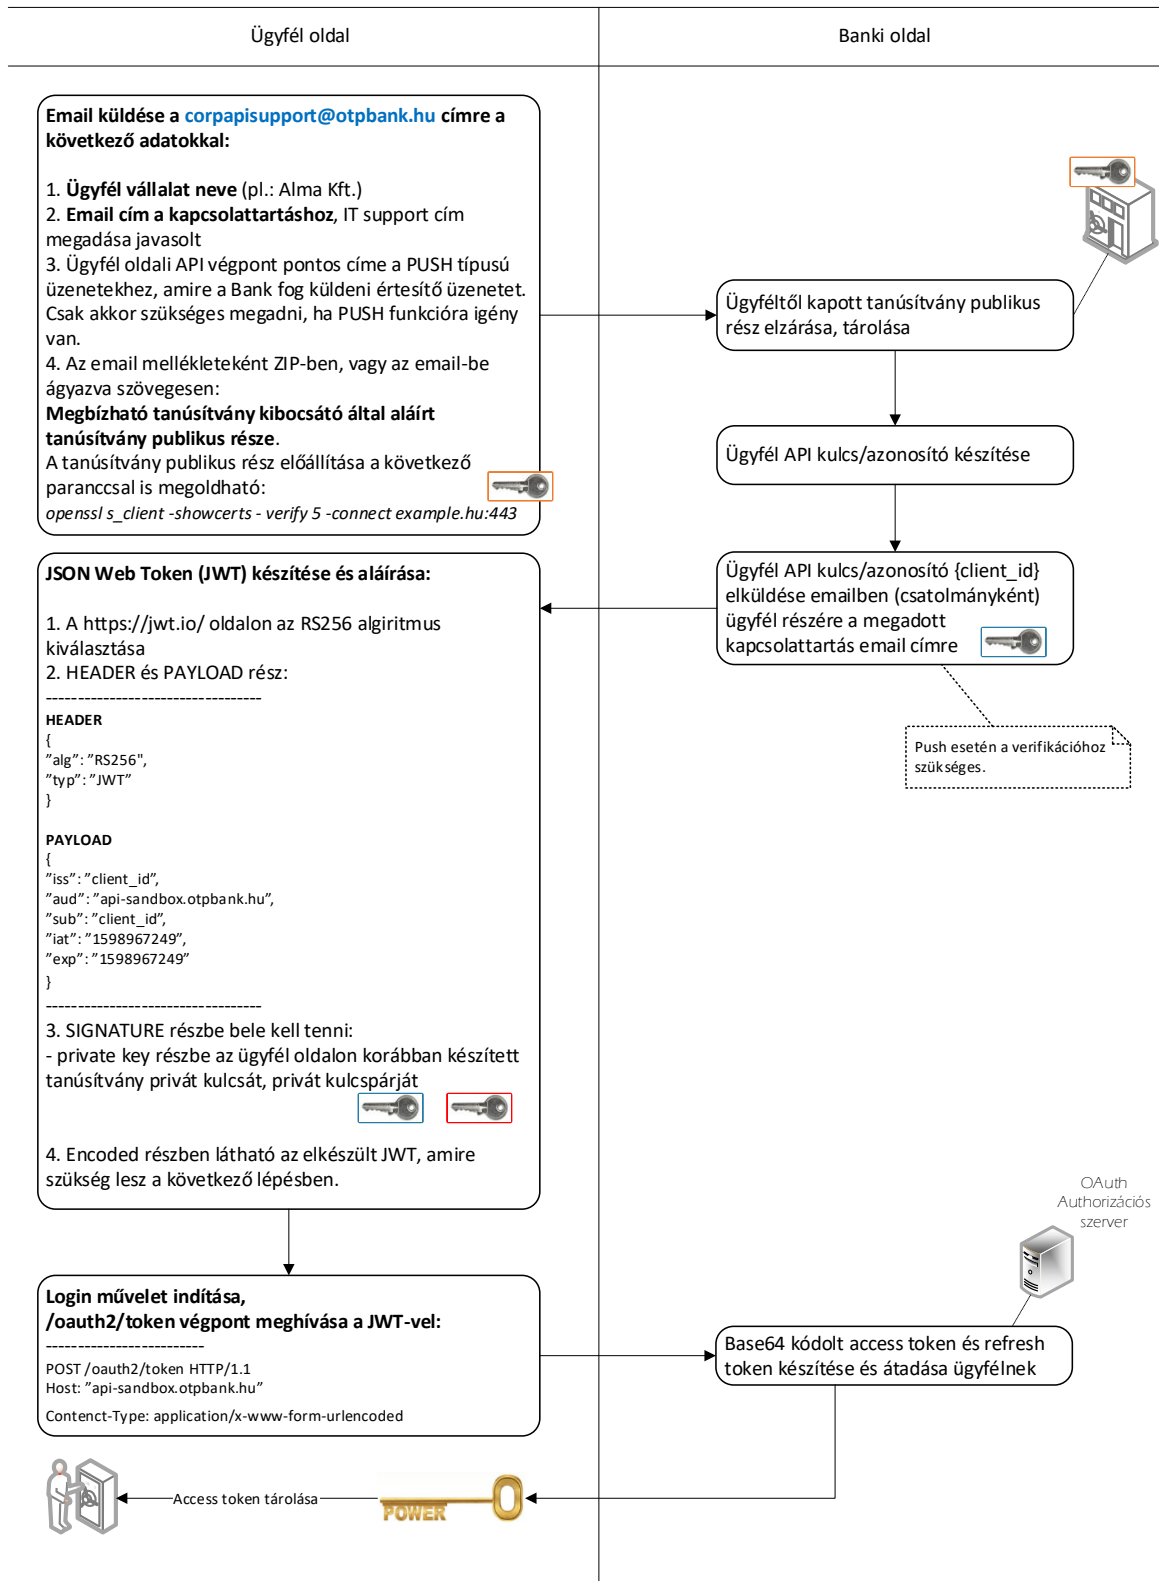 Ügyfél oldal
Banki oldal
Email küldése a corpapisupport@otpbank.hu címre a
következő adatokkal:
1. Ügyfél vállalat neve (pl.: Alma Kft.)
2. Email cím a kapcsolattartáshoz, IT support cím
megadása javasolt
3. Ügyfél oldali API végpont pontos címe a PUSH típusú
üzenetekhez, amire a Bank fog küldeni értesítő üzenetet.
Csak akkor szükséges megadni, ha PUSH funkcióra igény
van.
4. Az email mellékleteként ZIP-ben, vagy az email-be
ágyazva szövegesen:
Megbízható tanúsítvány kibocsátó által aláírt
tanúsítvány publikus része.
A tanúsítvány publikus rész előállítása a következő
paranccsal is megoldható:
openssl s_client -showcerts - verify 5 -connect example.hu:443
Ügyféltől kapott tanúsítvány publikus
rész elzárása, tárolása
Ügyfél API kulcs/azonosító készítése
Ügyfél API kulcs/azonosító {client_id}
elküldése emailben (csatolmányként)
ügyfél részére a megadott
kapcsolattartás email címre
Push esetén a verifikációhoz
szükséges.
JSON Web Token (JWT) készítése és aláírása:
1. A https://jwt.io/ oldalon az RS256 algiritmus
kiválasztása
2. HEADER és PAYLOAD rész:
----------------------------------
HEADER
{
”alg”: ”RS256",
”typ”: ”JWT”
}
PAYLOAD
{
”iss”: ”client_id”,
”aud”: ”api-sandbox.otpbank.hu”,
”sub”: ”client_id”,
”iat”: ”1598967249”,
”exp”: ”1598967249”
}
----------------------------------
3. SIGNATURE részbe bele kell tenni:
- private key részbe az ügyfél oldalon korábban készített
tanúsítvány privát kulcsát, privát kulcspárját
4. Encoded részben látható az elkészült JWT, amire
szükség lesz a következő lépésben.
OAuth
Authorizációs
szerver
Login művelet indítása,
/oauth2/token végpont meghívása a JWT-vel:
-------------------------
POST /oauth2/token HTTP/1.1
Host: ”api-sandbox.otpbank.hu”
Contenct-Type: application/x-www-form-urlencoded
Base64 kódolt access token és refresh
token készítése és átadása ügyfélnek
Access token tárolása
POWER